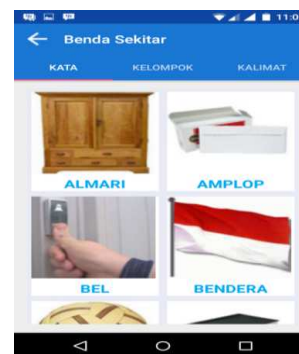 11:0
Benda Sekitar
KATA KELOMPOK KALIMAT
ALMARI AMPLOP
BEL BENDERA